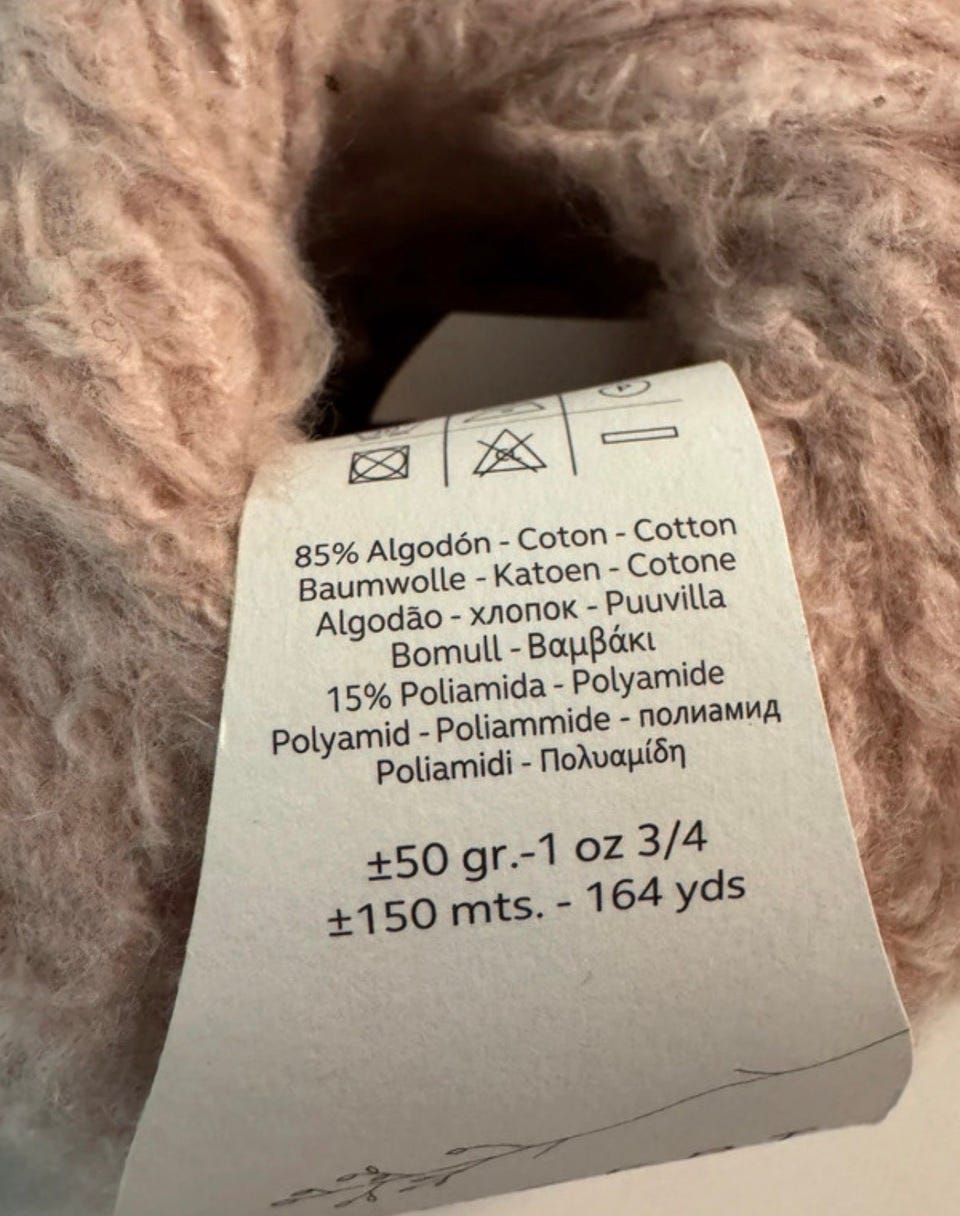 85% Algodón - Coton - Cotton
Baumwolle - Katoen - Cotone
Algodão - хлопок - Puuvilla
Bomull - Βαμβάκι
15% Poliamida - Polyamide
Polyamid - Poliammide - полиамид
Poliamidi - Πολυαμίδη
±50 gr.-1 oz 3/4
±150 mts. - 164 yds